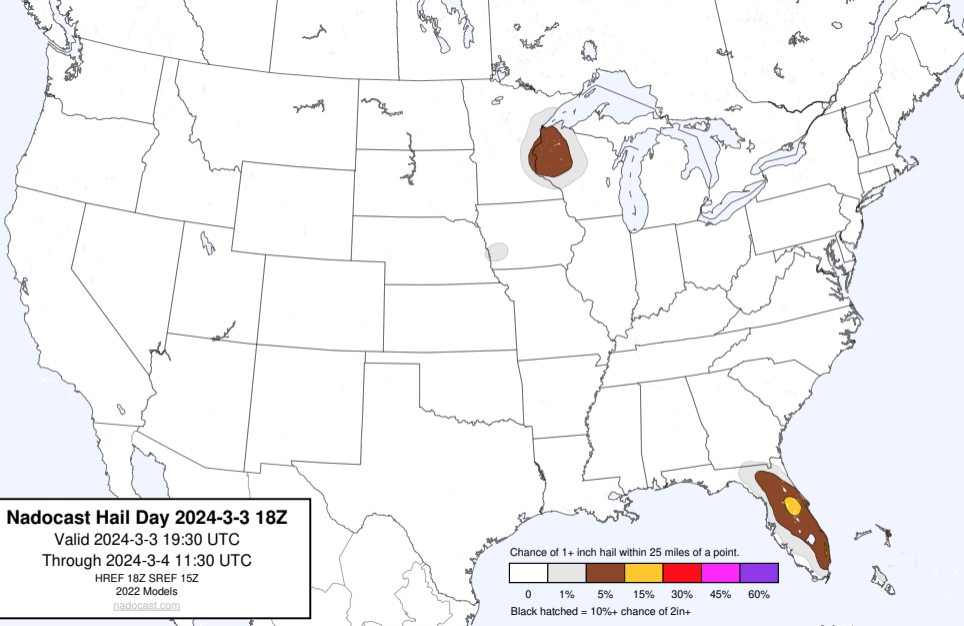 Nadocast Hail Day 2024-3-3 18Z
Valid 2024-3-3 19:30 UTC
Through 2024-3-4 11:30 UTC
HREF 18Z SREF 15Z
2022 Models
nadocast.com
Chance of 1+ inch hail within 25 miles of a point.
0 1% 5% 15% 30% 45% 60%
Black hatched = 10%+ chance of 2in+